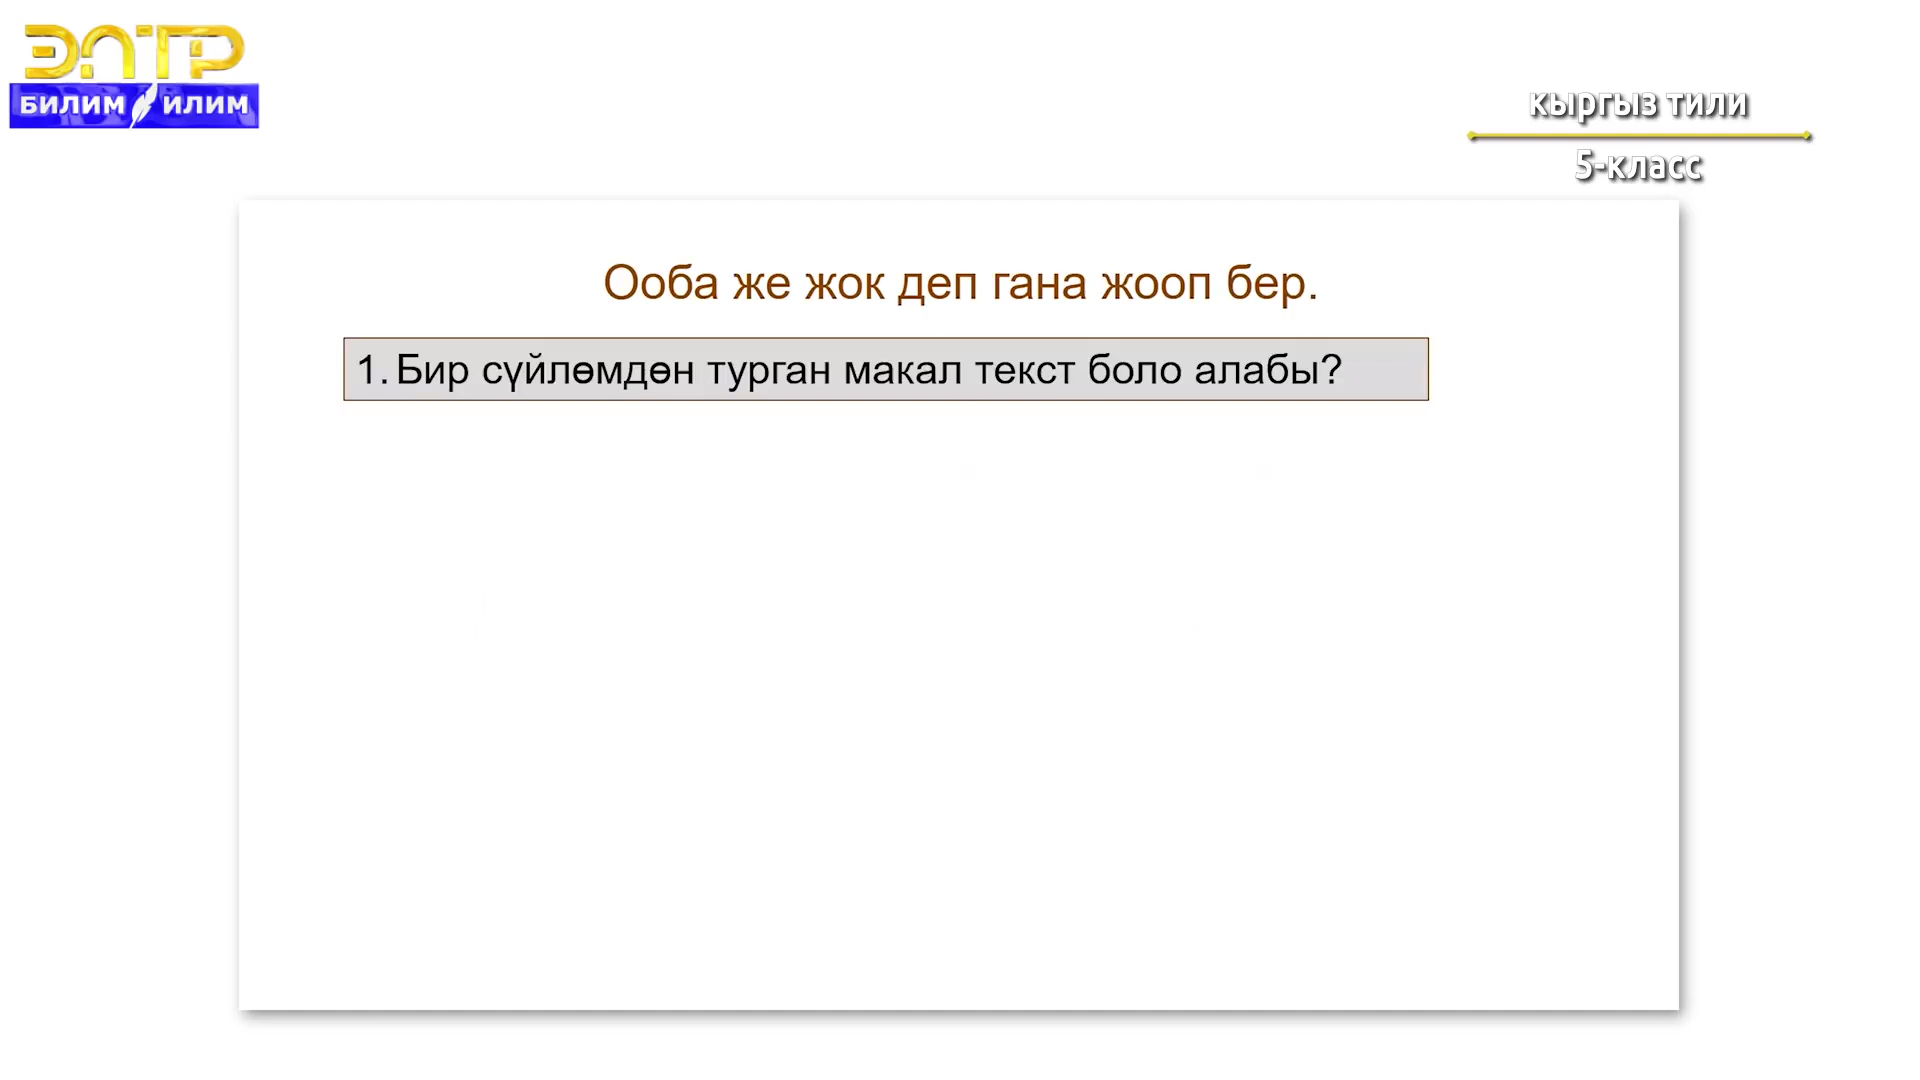 ЭЛТР
БИЛИМ ИЛИМ
кыргыз тили
5-класс
Ооба же жок деп гана жооп бер.
1. Бир сүйлөмдөн турган макал текст боло алабы?